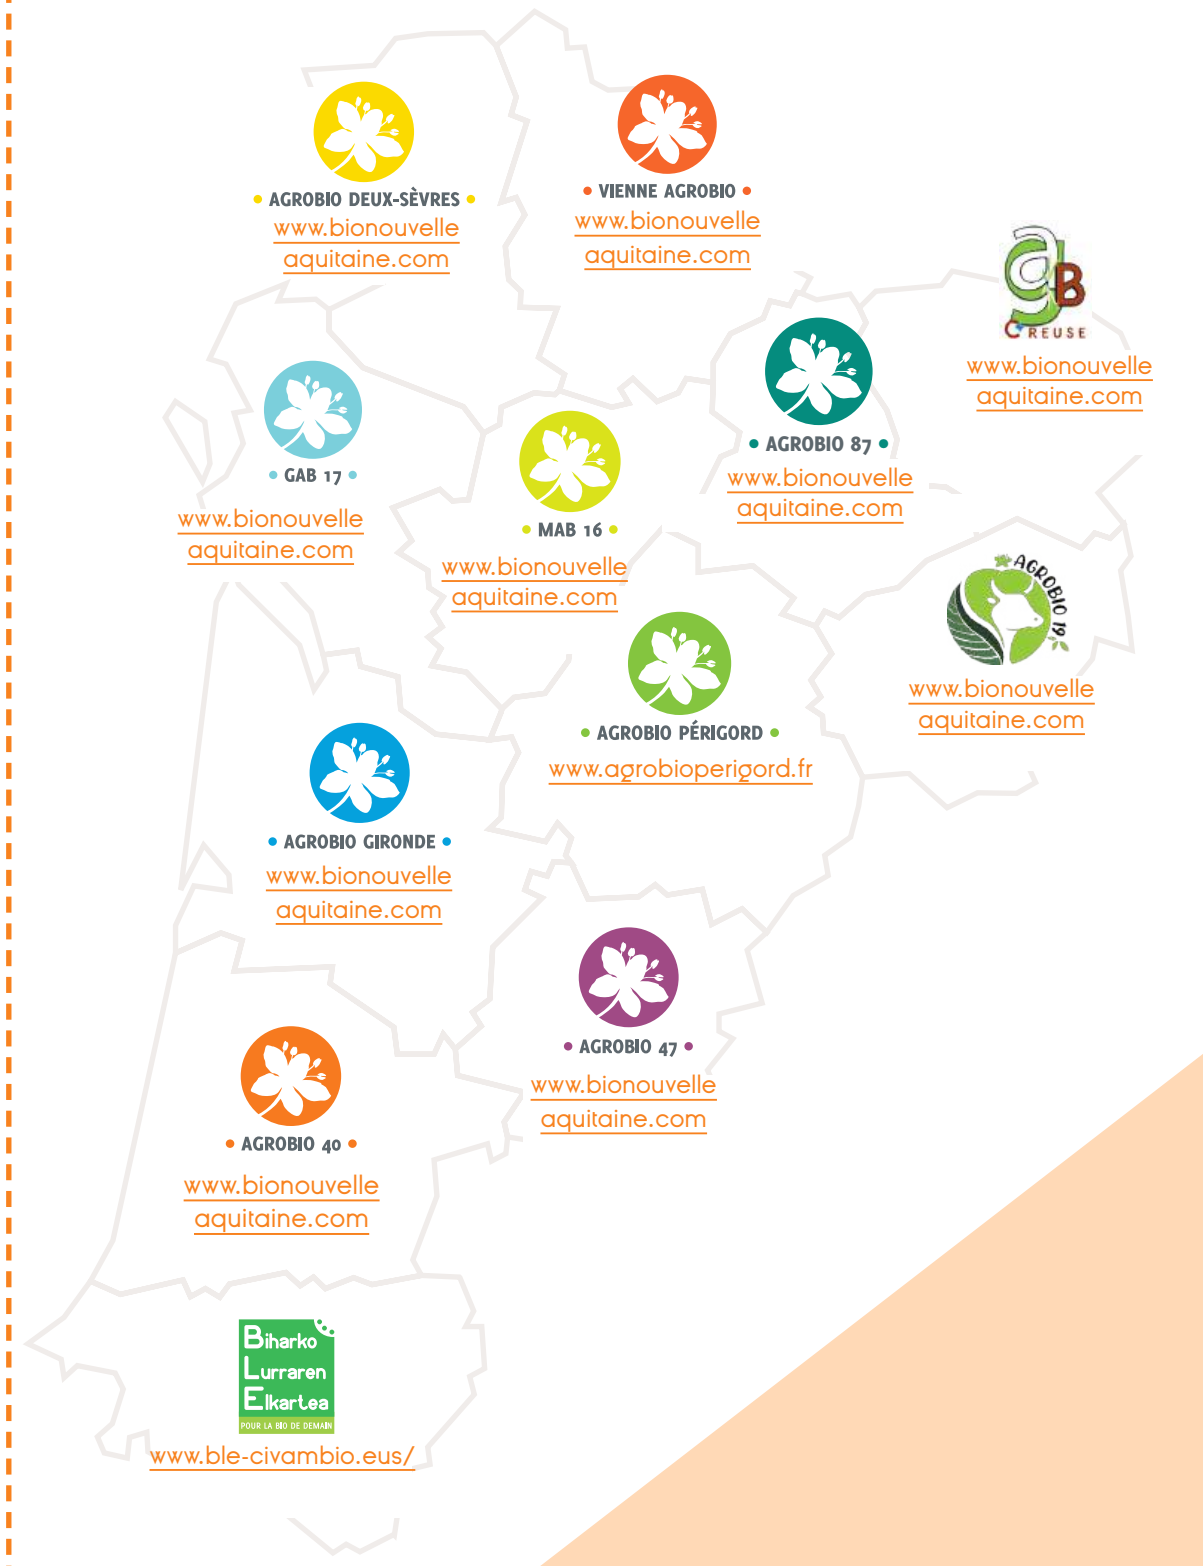 • AGROBIO DEUX-SÈVRES •
www.bionouvelle
aquitaine.com
• VIENNE AGROBIO •
www.bionouvelle
aquitaine.com
agB
CREUSE
www.bionouvelle
aquitaine.com
• GAB 17 •
www.bionouvelle
aquitaine.com
• MAB 16 •
www.bionouvelle
aquitaine.com
• AGROBIO 87 •
www.bionouvelle
aquitaine.com
AGROBIO 19
www.bionouvelle
aquitaine.com
• AGROBIO PÉRIGORD •
www.agrobioperigord.fr
• AGROBIO GIRONDE •
www.bionouvelle
aquitaine.com
• AGROBIO 47 •
www.bionouvelle
aquitaine.com
• AGROBIO 40 •
www.bionouvelle
aquitaine.com
Biharko
Lurraren
Elkartea
POUR LA BIO DE DEMAIN
www.ble-civambio.eus/